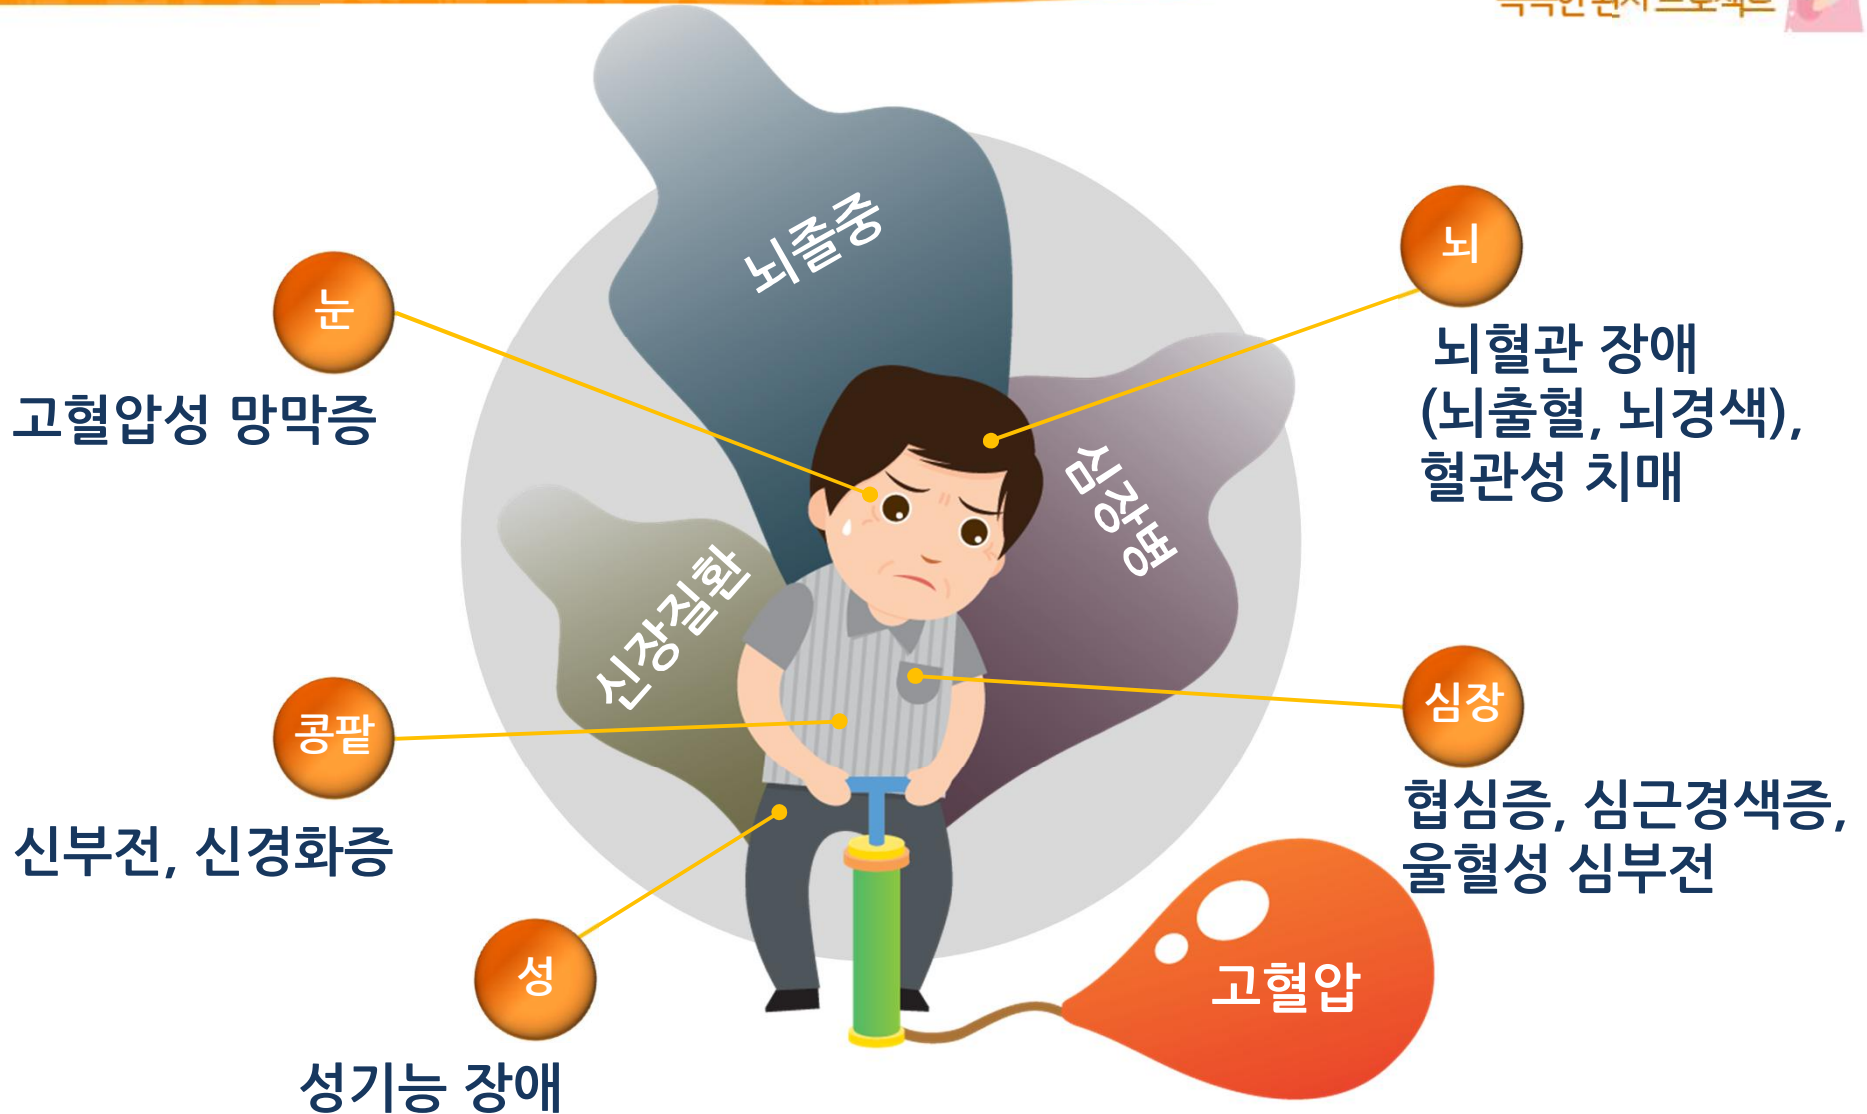 뇌졸중
뇌
눈
뇌혈관 장애
(뇌출혈, 뇌경색),
혈관성 치매
고혈압성 망막증
심장병
신장질환
심장
콩팥
협심증, 심근경색증,
울혈성 심부전
신부전, 신경화증
성
고혈압
성기능 장애